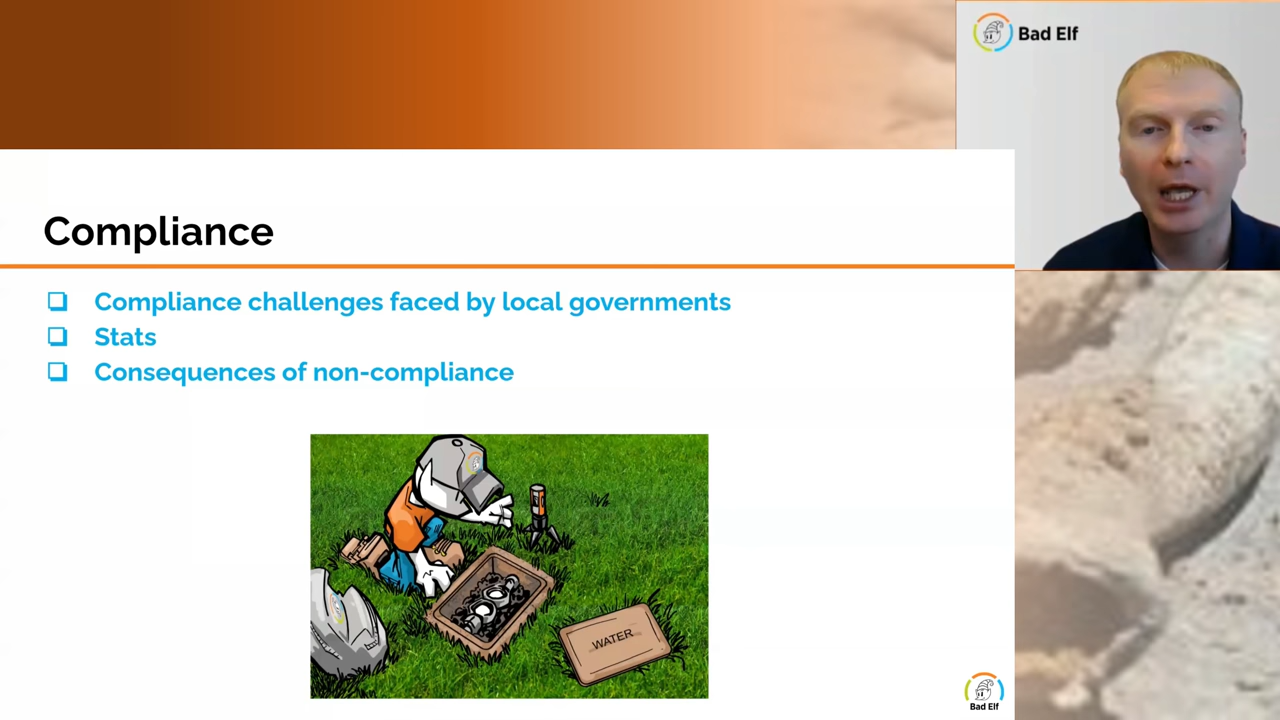 Bad Elf
Compliance
❑ Compliance challenges faced by local governments
❑ Stats
❑ Consequences of non-compliance
WATER
Bad Elf